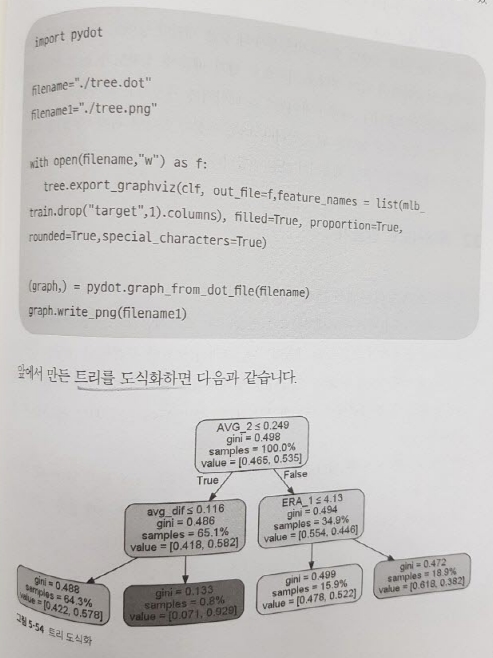 import pydot
filename="./tree.dot"
filename1="./tree.png"
with open(filename,"w") as f:
tree.export_graphviz(clf, out_file=f,feature_names = list(mlb_
train.drop("target",1).columns), filled=True, proportion=True,
rounded=True,special_characters=True)
(graph,) = pydot.graph_from_dot_file(filename)
graph.write_png(filename1)
앞에서 만든 트리를 도식화하면 다음과 같습니다.
AVG_2 ≤ 0.249
gini = 0.498
samples = 100.0%
value = [0.465, 0.535]
True
False
avg_dif ≤ 0.116
gini = 0.486
samples = 65.1%
value = [0.418, 0.582]
ERA_1 ≤ 4.13
gini = 0.494
samples = 34.9%
value = [0.554, 0.446]
gini = 0.488
samples = 64.3%
value = [0.422, 0.578]
gini = 0.133
samples = 0.8%
value = [0.071, 0.929]
gini = 0.499
samples = 15.9%
value = [0.478, 0.522]
gini = 0.472
samples = 18.9%
value = [0.618, 0.382]
그림 5-54 트리 도식화